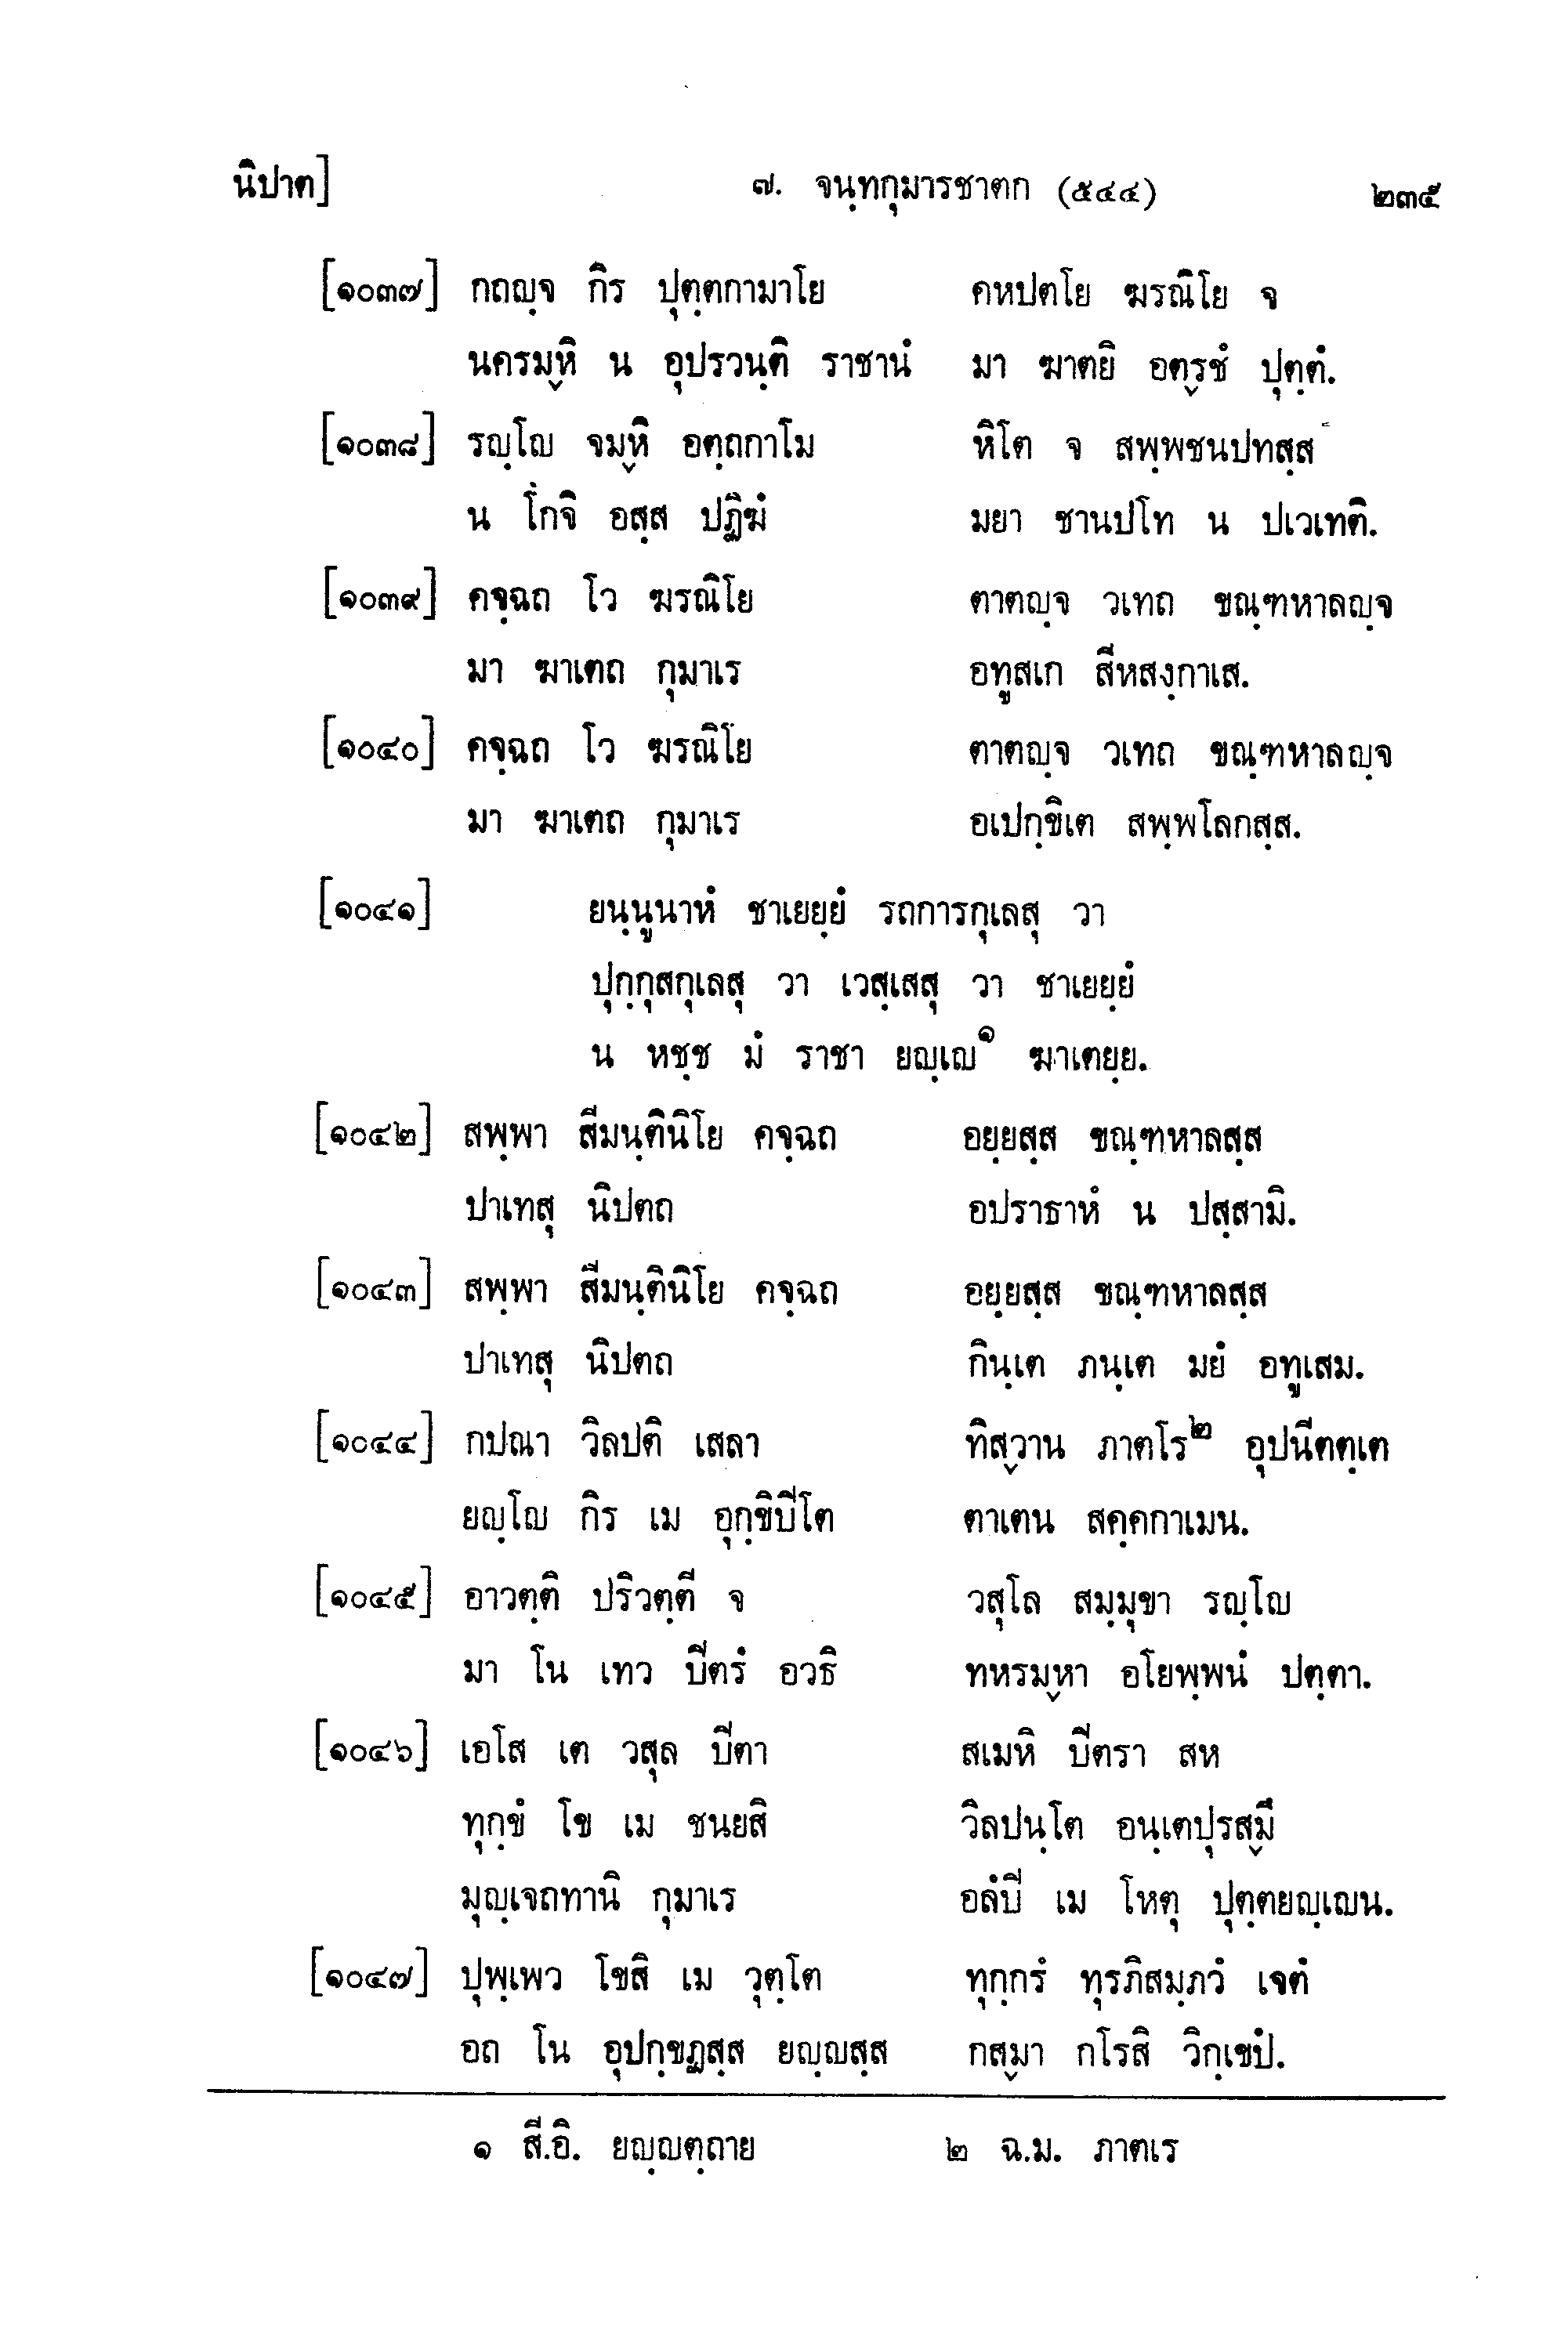 นิปาต] ๗. จนฺทกุมารชาตก (๕๔๔) ๒๓๕
[๑๐๓๗] กถญฺจ กิร ปุตฺตกามาโย คหปตโย ฆรณิโย จ
นครมฺหิ น อุปรวนฺติ ราชานํ มา ฆาตยิ อตฺรชํ ปุตฺตํ.
[๑๐๓๘] รญฺโญ จมฺหิ อตฺถกาโม หิโต จ สพฺพชนปทสฺส
น โกจิ อสฺส ปฏิฆํ มยา ชานปโท น ปเวเทติ.
[๑๐๓๙] คจฺฉถ โว ฆรณิโย ตาตญฺจ วเทถ ขณฺฑหาลญฺจ
มา ฆาเตถ กุมาเร อทูสเก สีหสงฺกาเส.
[๑๐๔๐] คจฺฉถ โว ฆรณิโย ตาตญฺจ วเทถ ขณฺฑหาลญฺจ
มา ฆาเตถ กุมาเร อเปกฺขิเต สพฺพโลกสฺส.
[๑๐๔๑] ยนฺนูนาหํ ชาเยยฺยํ รถการกุเลสุ วา
ปุกฺกุสกุเลสุ วา เวสฺเสสุ วา ชาเยยฺยํ
น หชฺช มํ ราชา ยญฺเญ๑ ฆาเตยฺย.
[๑๐๔๒] สพฺพา สีมนฺตินิโย คจฺฉถ อยฺยสฺส ขณฺฑหาลสฺส
ปาเทสุ นิปตถ อปราธาหํ น ปสฺสามิ.
[๑๐๔๓] สพฺพา สีมนฺตินิโย คจฺฉถ อยฺยสฺส ขณฺฑหาลสฺส
ปาเทสุ นิปตถ กินฺเต ภนฺเต มยํ อทูเสม.
[๑๐๔๔] กปณา วิลปติ เสลา ทิสฺวาน ภาตโร๒ อุปนีตตฺเต
ยญฺโญ กิร เม อุกฺขิปีโต ตาเตน สคฺคกาเมน.
[๑๐๔๕] อาวตฺติ ปริวตฺตี จ วสุโล สมฺมุขา รญฺโญ
มา โน เทว ปีตรํ อวธิ ทหรมฺหา อโยพฺพนํ ปตฺตา.
[๑๐๔๖] เอโส เต วสุล ปีตา สเมหิ ปีตรา สห
ทุกฺขํ โข เม ชนยสิ วิลปนฺโต อนฺเตปุรสฺมึ
มุญฺเจถทานิ กุมาเร อลํปี เม โหตุ ปุตฺตยญฺเญน.
[๑๐๔๗] ปุพฺเพว โขสิ เม วุตฺโต ทุกฺกรํ ทุรภิสมฺภวํ เจตํ
อถ โน อุปกฺขฏสฺส ยญฺญสฺส กสฺมา กโรสิ วิกฺเขปํ.
๑ สี.อิ. ยญฺญตฺถาย ๒ ฉ.ม. ภาตเร